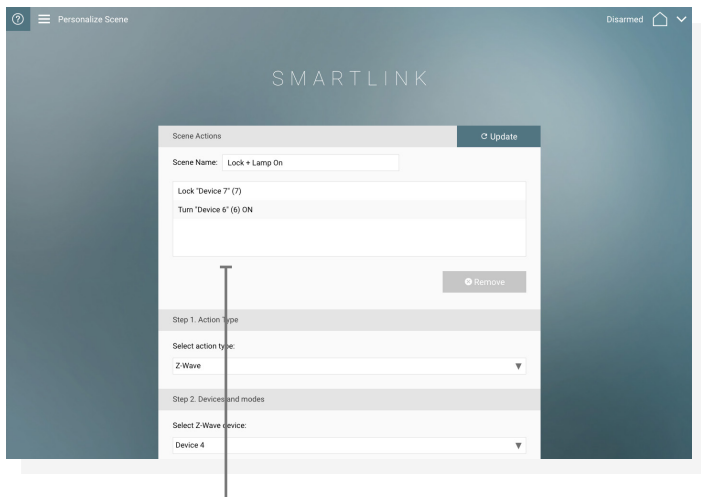 Personalize Scene
Disarmed
SMARTLINK
Scene Actions
Update
Scene Name: Lock + Lamp On
Lock "Device 7" (7)
Turn "Device 6" (6) ON
Remove
Step 1. Action Type
Select action type:
Z-Wave
Step 2. Devices and modes
Select Z-Wave device:
Device 4